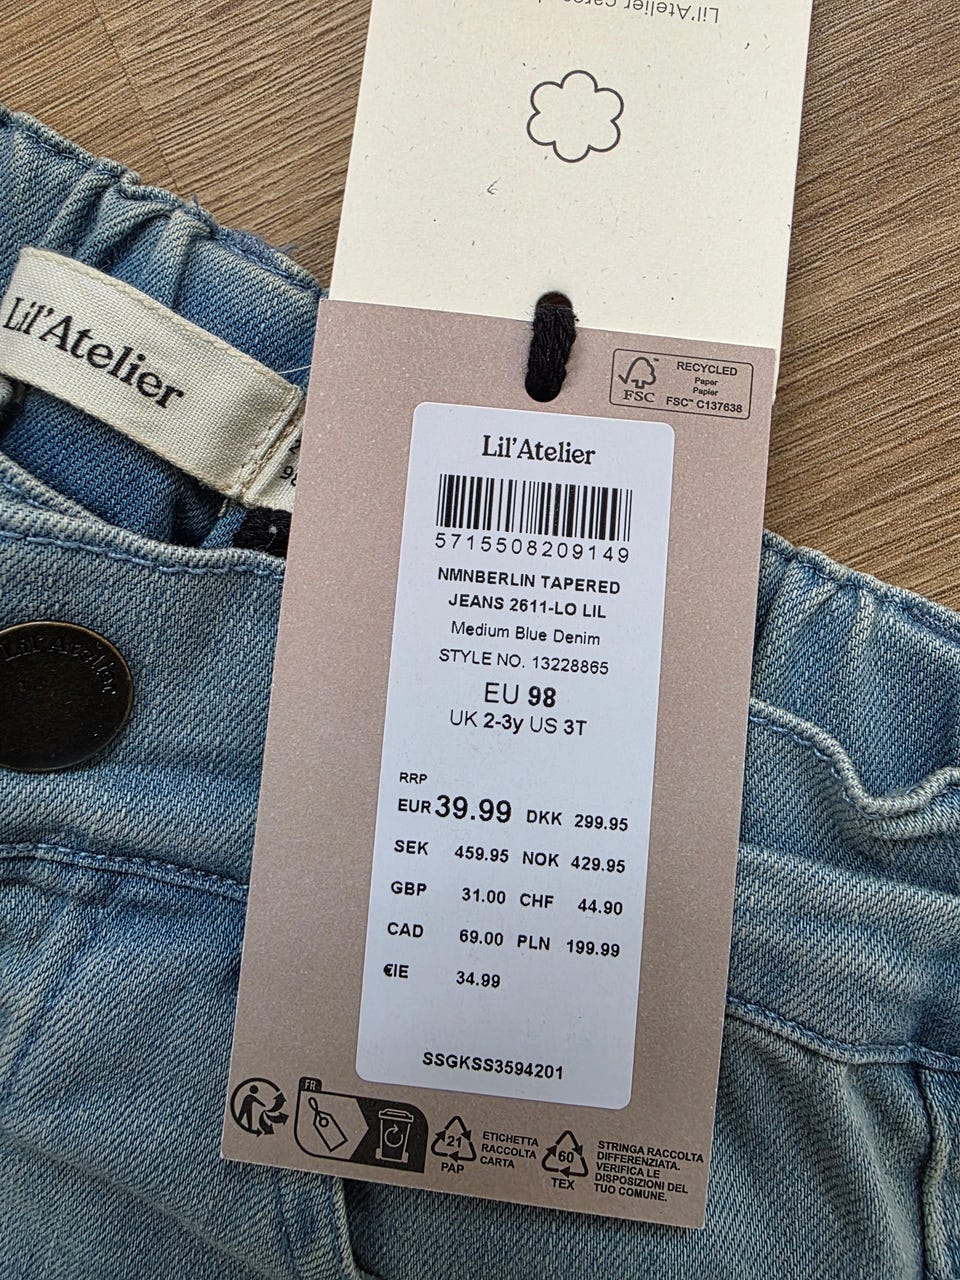 Lil'Atelier
Lil'Atelier
98
Lil'Atelier
RECYCLED
Paper
Papier
FSC™ C137638
FSC
Lil'Atelier
5715508209149
NMNBERLIN TAPERED
JEANS 2611-LO LIL
Medium Blue Denim
STYLE NO. 13228865
EU 98
UK 2-3y US 3T
RRP
EUR 39.99 DKK 299.95
SEK 459.95 NOK 429.95
GBP 31.00 CHF 44.90
CAD 69.00 PLN 199.99
€IE 34.99
SSGKSS3594201
FR
21
PAP
ETICHETTA
RACCOLTA
CARTA
60
TEX
STRINGA RACCOLTA
DIFFERENZIATA.
VERIFICA LE
DISPOSIZIONI DEL
TUO COMUNE.